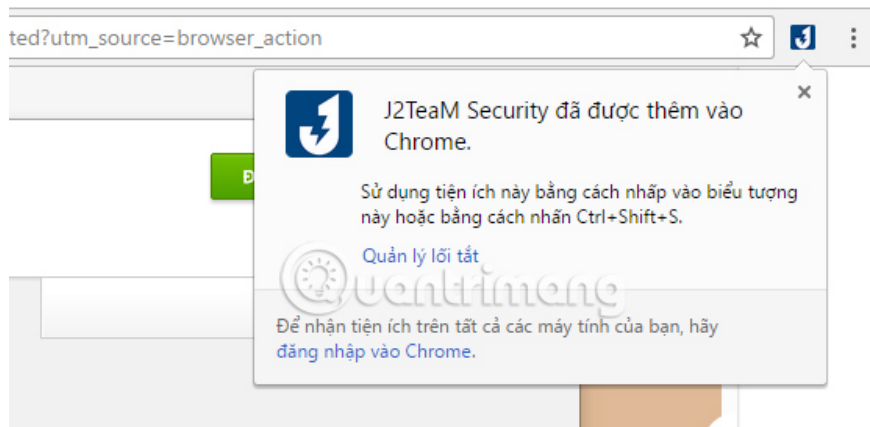 ted?utm_source=browser_action
J2TeaM Security đã được thêm vào
Chrome.
Đ
Sử dụng tiện ích này bằng cách nhấp vào biểu tượng
này hoặc bằng cách nhấn Ctrl+Shift+S.
Quản lý lối tắt
Quantrimang
Để nhận tiện ích trên tất cả các máy tính của bạn, hãy
đăng nhập vào Chrome.